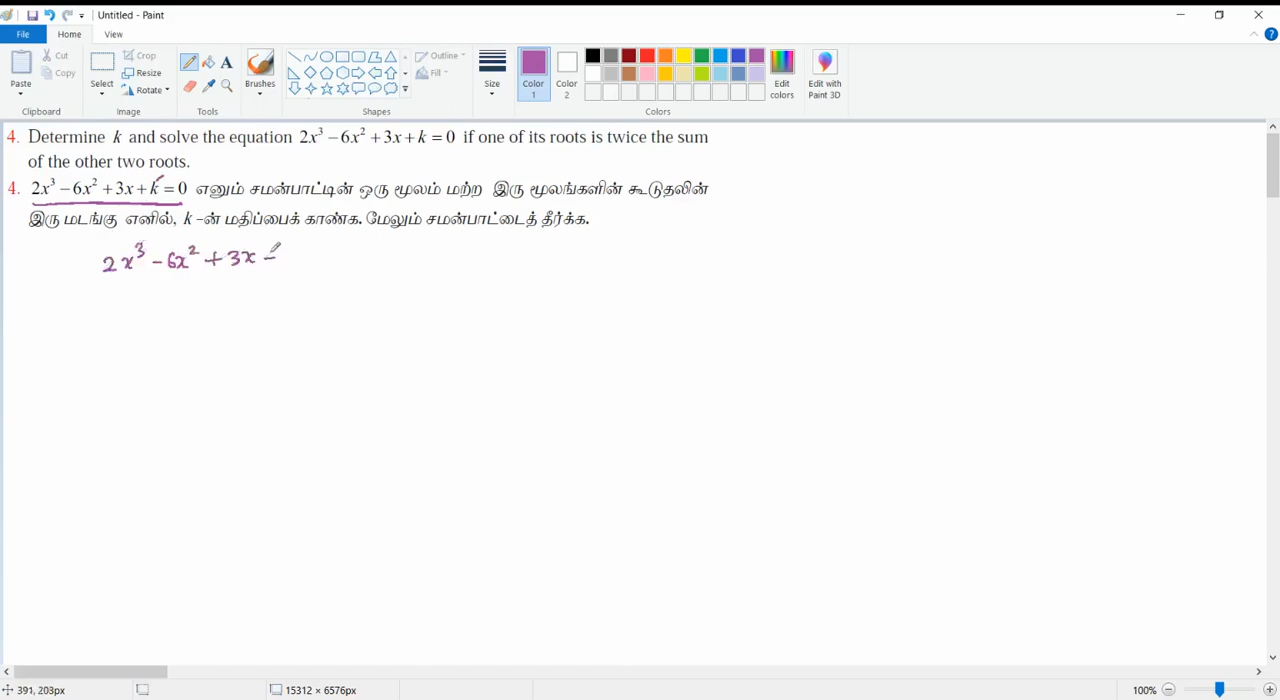 Untitled - Paint
File Home View
Paste
Cut
Copy
Clipboard
Select
Crop
Resize
Rotate
Image
A
Tools
Brushes
Outline
Fill
Shapes
Size
Color 1
Color 2
Edit colors
Colors
Edit with Paint 3D
4. Determine k and solve the equation 2x³ − 6x² + 3x + k = 0 if one of its roots is twice the sum
of the other two roots.
4. 2x³ − 6x² + 3x + k = 0 எனும் சமன்பாட்டின் ஒரு மூலம் மற்ற இரு மூலங்களின் கூடுதலின்
இரு மடங்கு எனில், k -ன் மதிப்பைக் காண்க. மேலும் சமன்பாட்டைத் தீர்க்க.
2x³ − 6x² + 3x
391, 203px
15312 × 6576px
100%